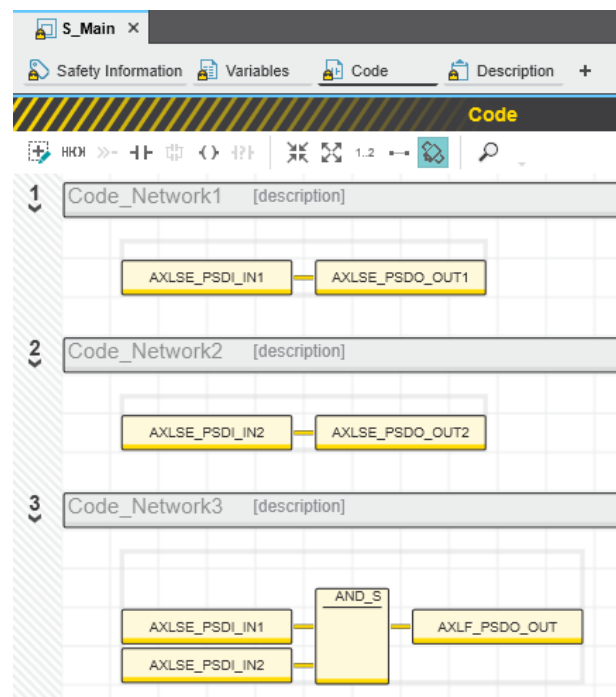 S_Main ×
Safety Information Variables Code Description +
Code
1..2
1 Code_Network1 [description]
AXLSE_PSDI_IN1 AXLSE_PSDO_OUT1
2 Code_Network2 [description]
AXLSE_PSDI_IN2 AXLSE_PSDO_OUT2
3 Code_Network3 [description]
AND_S
AXLSE_PSDI_IN1 AXLF_PSDO_OUT
AXLSE_PSDI_IN2